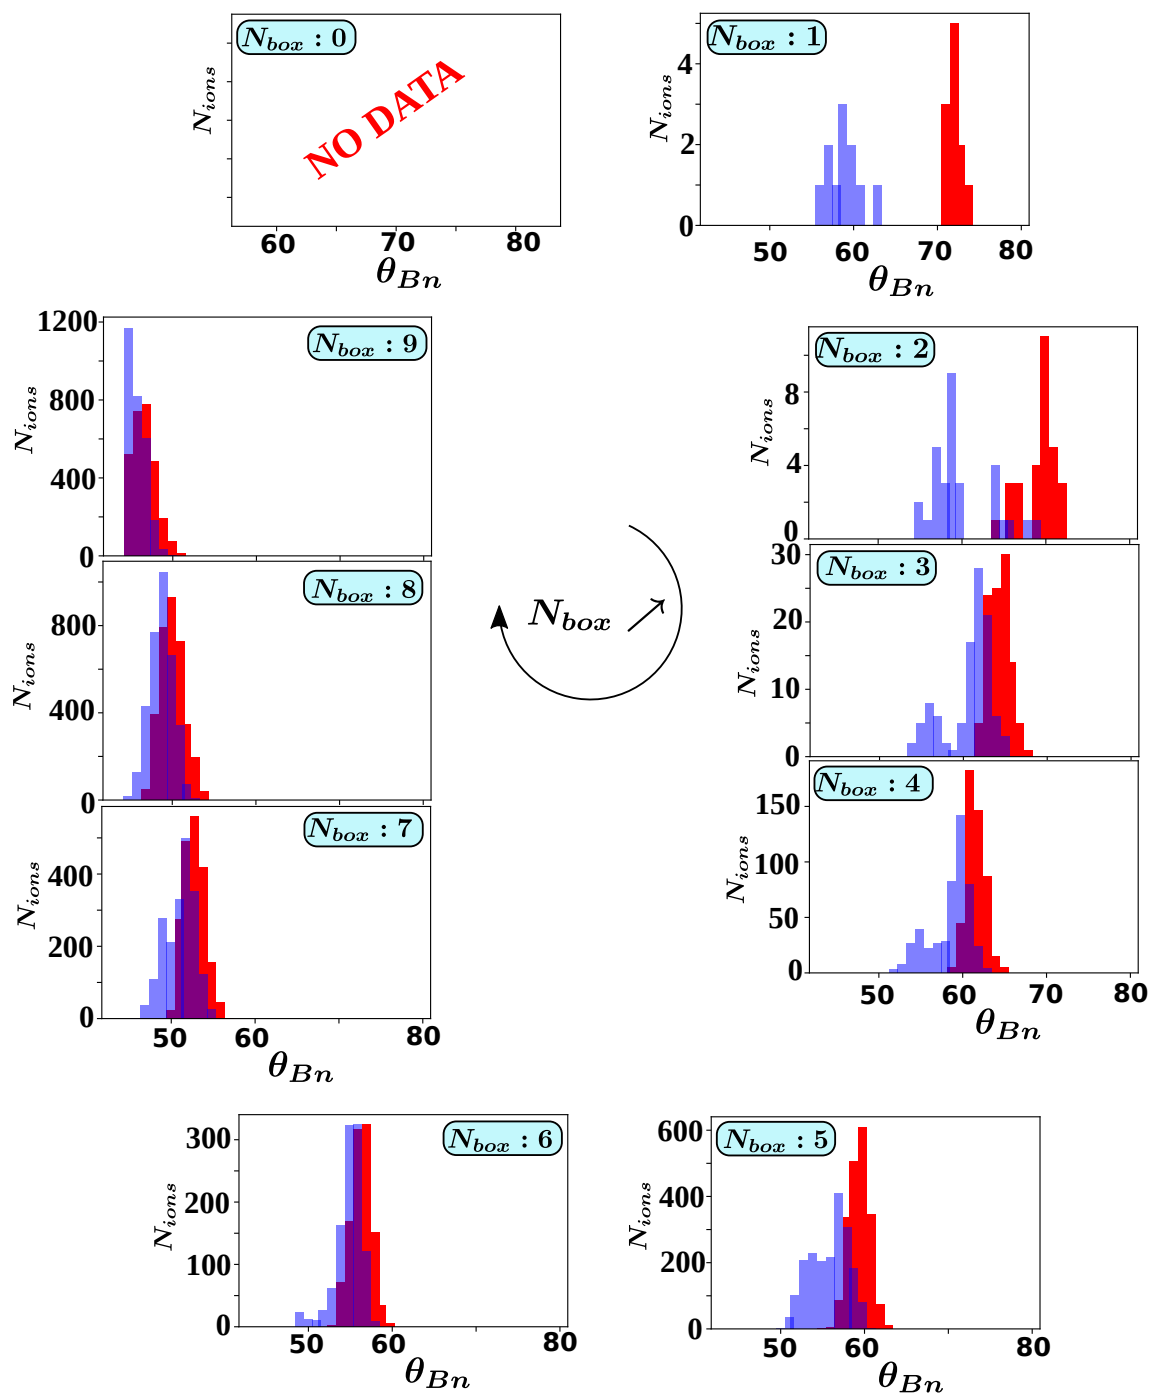 N_box : 0
N_ions
NO DATA
60 70 80
θ_Bn
N_box : 1
N_ions
4
2
0
50 60 70 80
θ_Bn
N_box : 9
N_ions
1200
800
400
0
N_box : 2
N_ions
8
4
0
N_box : 8
N_ions
800
400
0
N_box
N_box : 3
N_ions
30
20
10
0
N_box : 7
N_ions
400
200
0
50 60 80
θ_Bn
N_box : 4
N_ions
150
100
50
0
50 60 70 80
θ_Bn
N_box : 6
N_ions
300
200
100
0
50 60 80
θ_Bn
N_box : 5
N_ions
600
400
200
0
50 60 80
θ_Bn